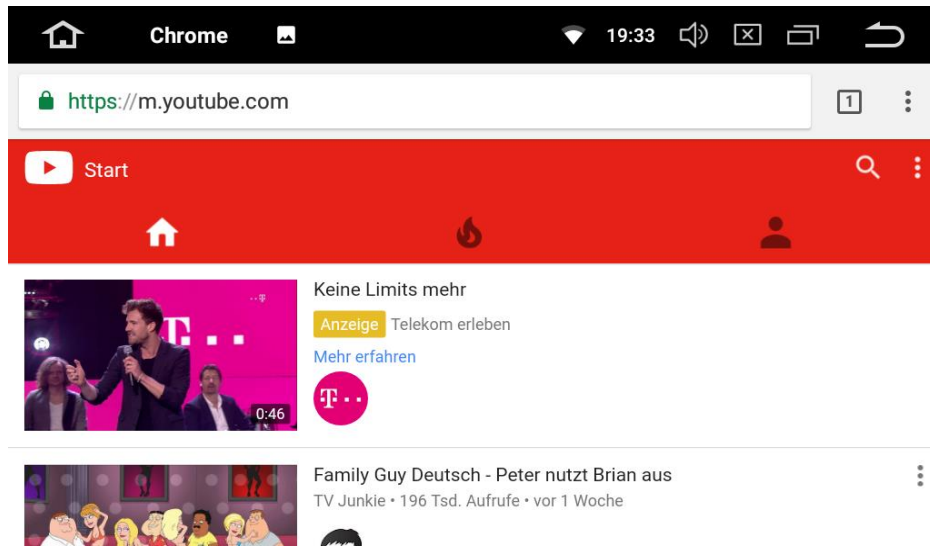 Chrome
19:33
https://m.youtube.com
1
Start
T
Keine Limits mehr
Anzeige Telekom erleben
Mehr erfahren
0:46
T
Family Guy Deutsch - Peter nutzt Brian aus
TV Junkie • 196 Tsd. Aufrufe • vor 1 Woche